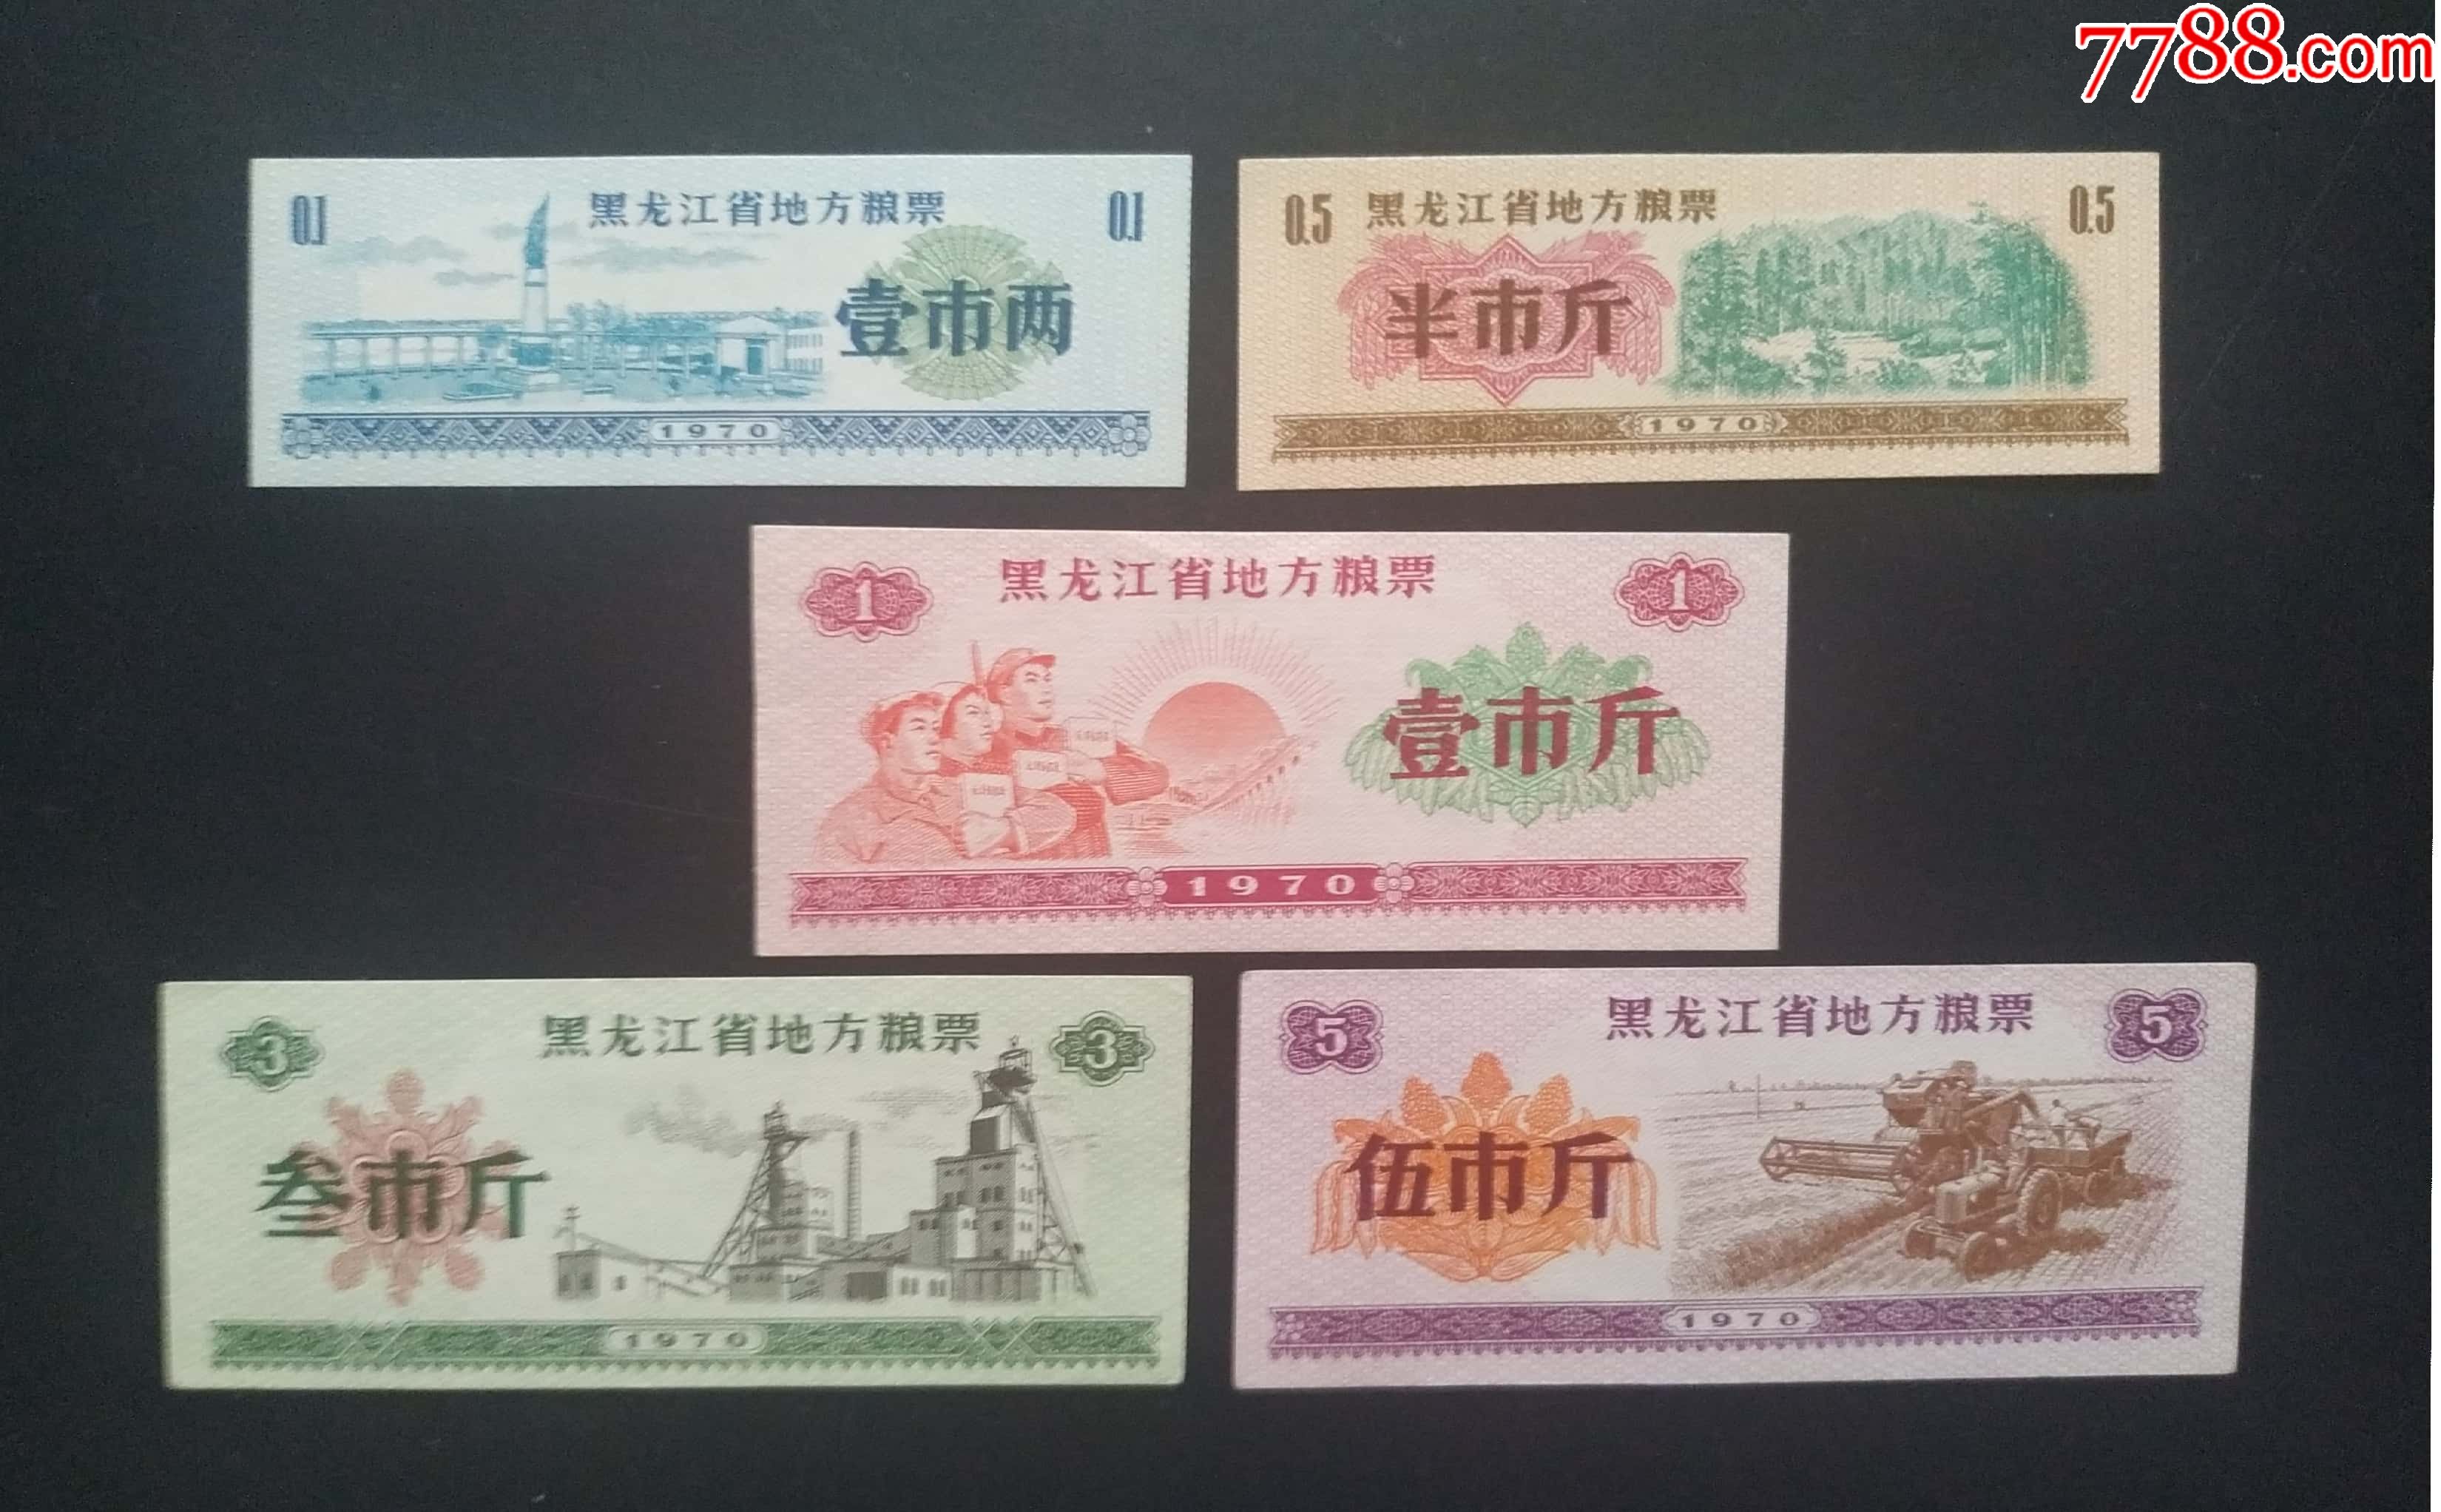 7788.com
0.1 黑龙江省地方粮票 0.1
壹市两
1970
0.5 黑龙江省地方粮票 0.5
半市斤
1970
1 黑龙江省地方粮票 1
壹市斤
1970
3 黑龙江省地方粮票 3
叁市斤
1970
5 黑龙江省地方粮票 5
伍市斤
1970